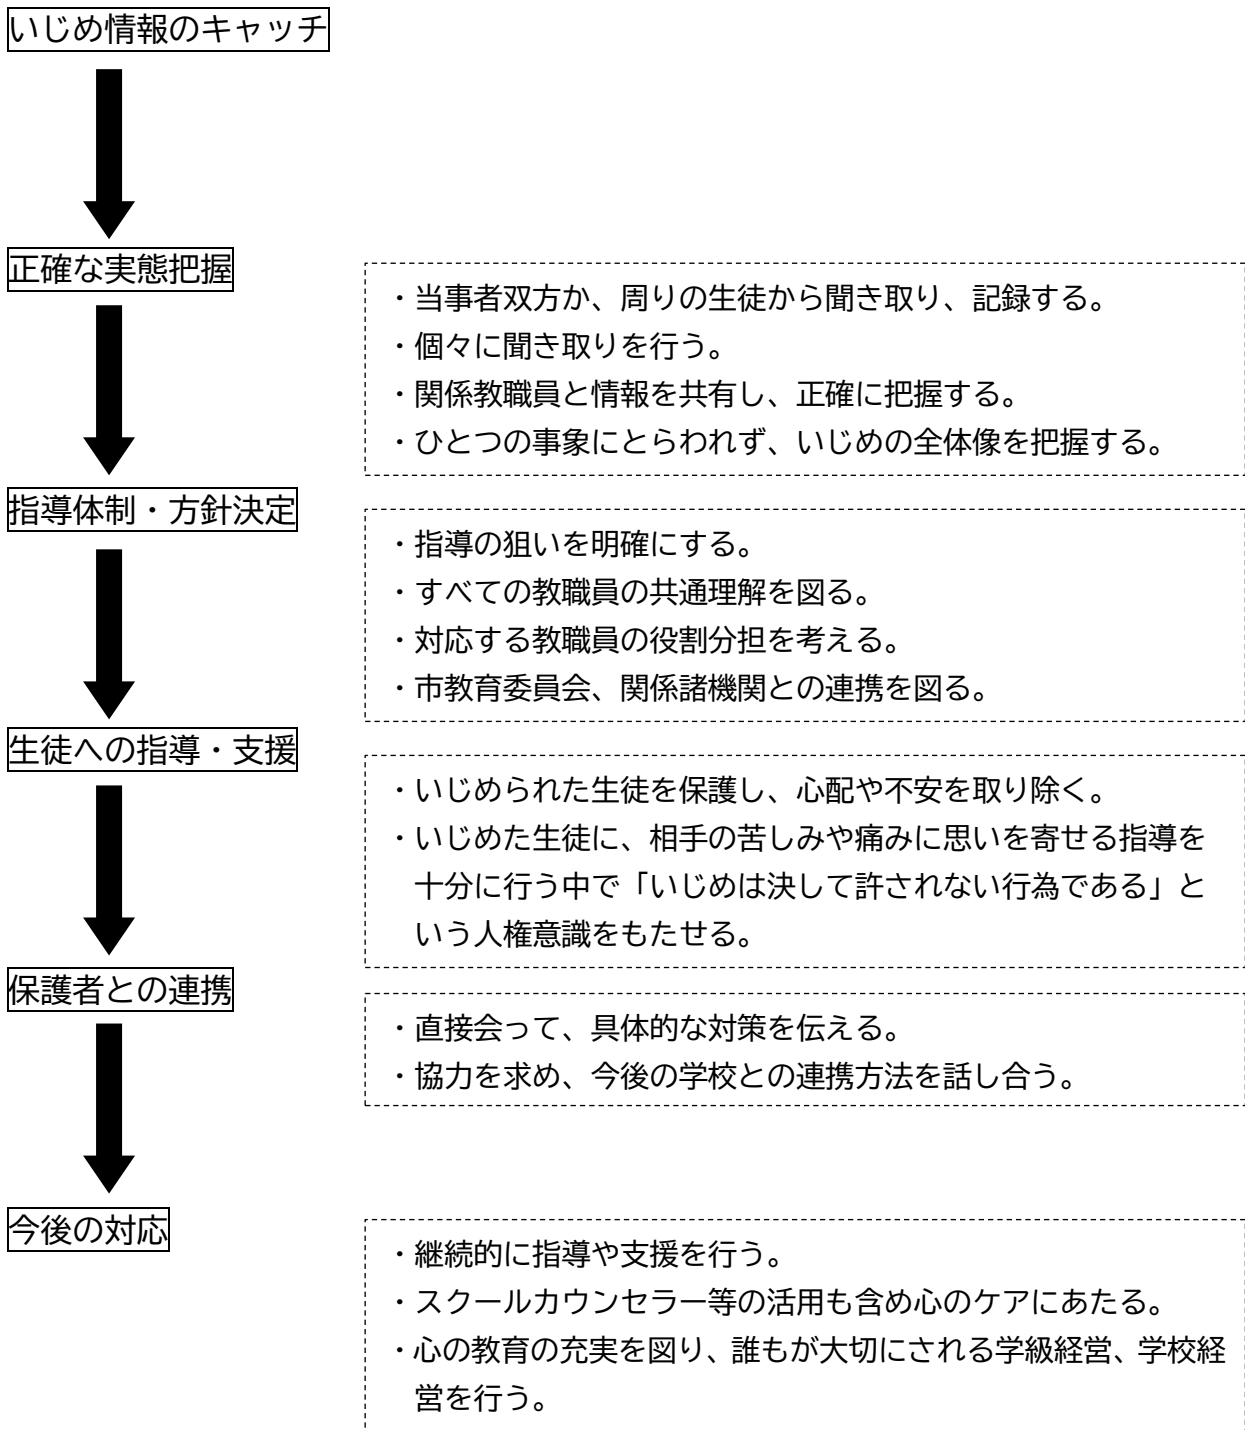 いじめ情報のキャッチ
正確な実態把握
・当事者双方か、周りの生徒から聞き取り、記録する。
・個々に聞き取りを行う。
・関係教職員と情報を共有し、正確に把握する。
・ひとつの事象にとらわれず、いじめの全体像を把握する。
指導体制・方針決定
・指導の狙いを明確にする。
・すべての教職員の共通理解を図る。
・対応する教職員の役割分担を考える。
・市教育委員会、関係諸機関との連携を図る。
生徒への指導・支援
・いじめられた生徒を保護し、心配や不安を取り除く。
・いじめた生徒に、相手の苦しみや痛みに思いを寄せる指導を
十分に行う中で「いじめは決して許されない行為である」と
いう人権意識をもたせる。
保護者との連携
・直接会って、具体的な対策を伝える。
・協力を求め、今後の学校との連携方法を話し合う。
今後の対応
・継続的に指導や支援を行う。
・スクールカウンセラー等の活用も含め心のケアにあたる。
・心の教育の充実を図り、誰もが大切にされる学級経営、学校経
営を行う。